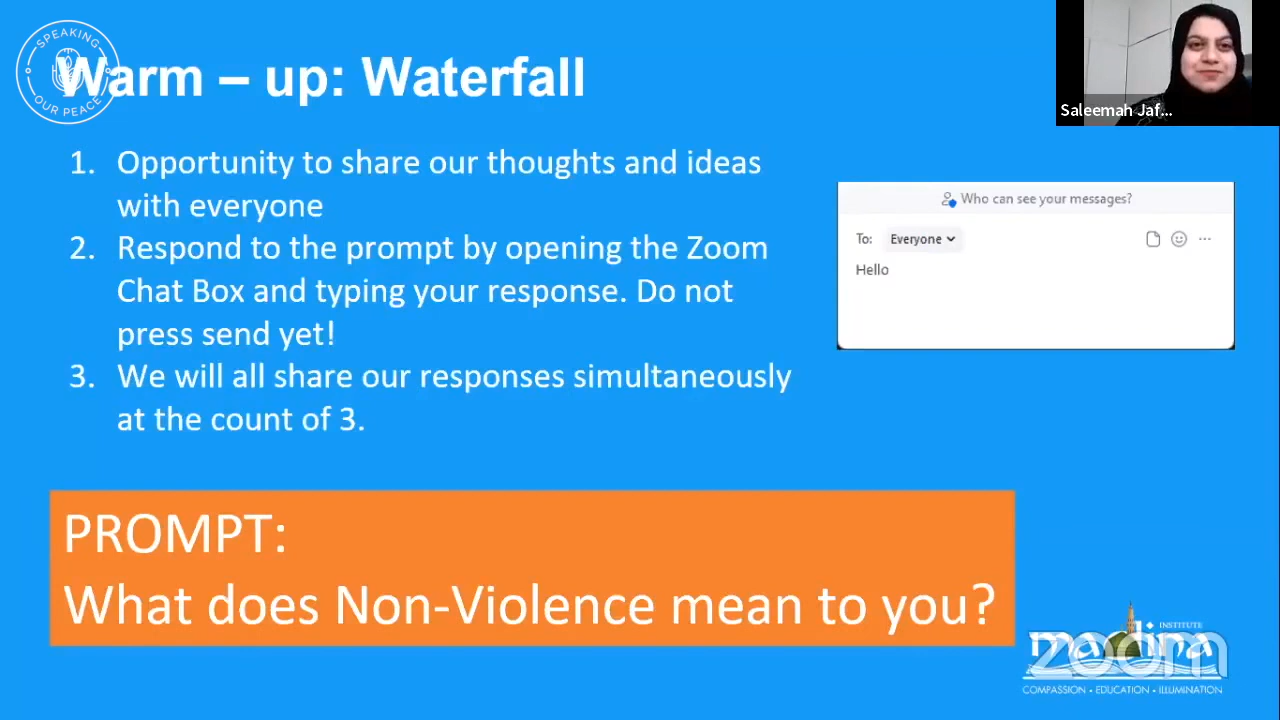 SPEAKING
OUR PEACE
Warm – up: Waterfall
Saleemah Jaf...
1. Opportunity to share our thoughts and ideas
with everyone
2. Respond to the prompt by opening the Zoom
Chat Box and typing your response. Do not
press send yet!
3. We will all share our responses simultaneously
at the count of 3.
Who can see your messages?
To: Everyone
Hello
PROMPT:
What does Non-Violence mean to you?
INSTITUTE
madina
zoom
COMPASSION • EDUCATION • ILLUMINATION